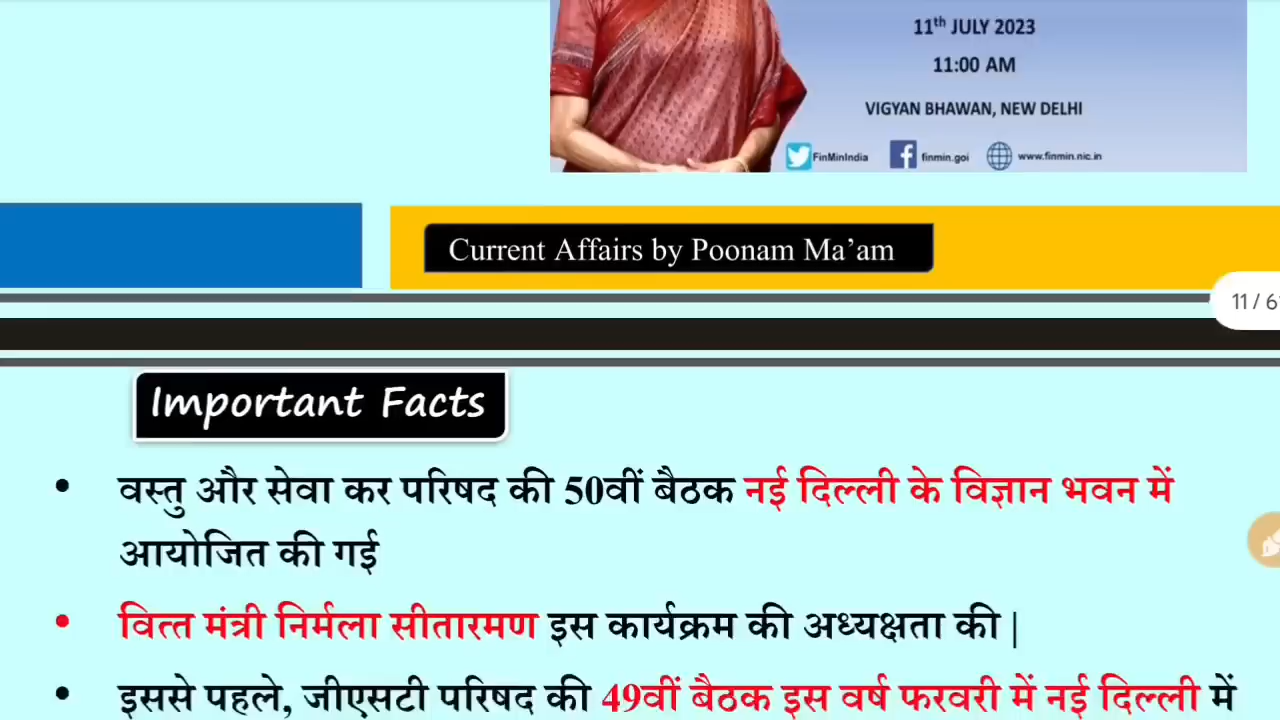 11th JULY 2023
11:00 AM
VIGYAN BHAWAN, NEW DELHI
FinMinIndia finmin.goi www.finmin.nic.in
Current Affairs by Poonam Ma’am
11 / 6
Important Facts
• वस्तु और सेवा कर परिषद की 50वीं बैठक नई दिल्ली के विज्ञान भवन में
आयोजित की गई
• वित्त मंत्री निर्मला सीतारमण इस कार्यक्रम की अध्यक्षता की |
• इससे पहले, जीएसटी परिषद की 49वीं बैठक इस वर्ष फरवरी में नई दिल्ली में